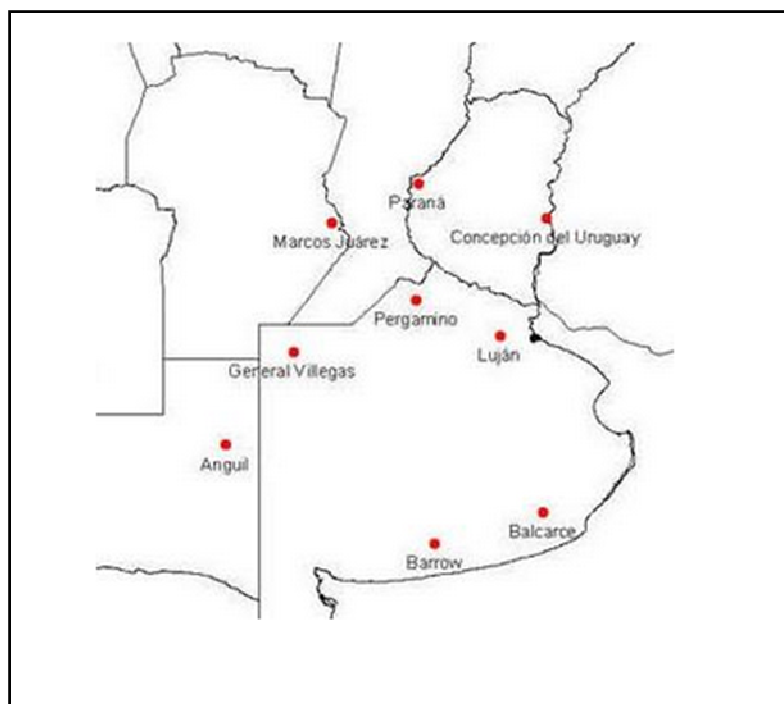 Paraná
Concepción del Uruguay
Marcos Juárez
Pergamino
Luján
General Villegas
Anguil
Balcarce
Barrow